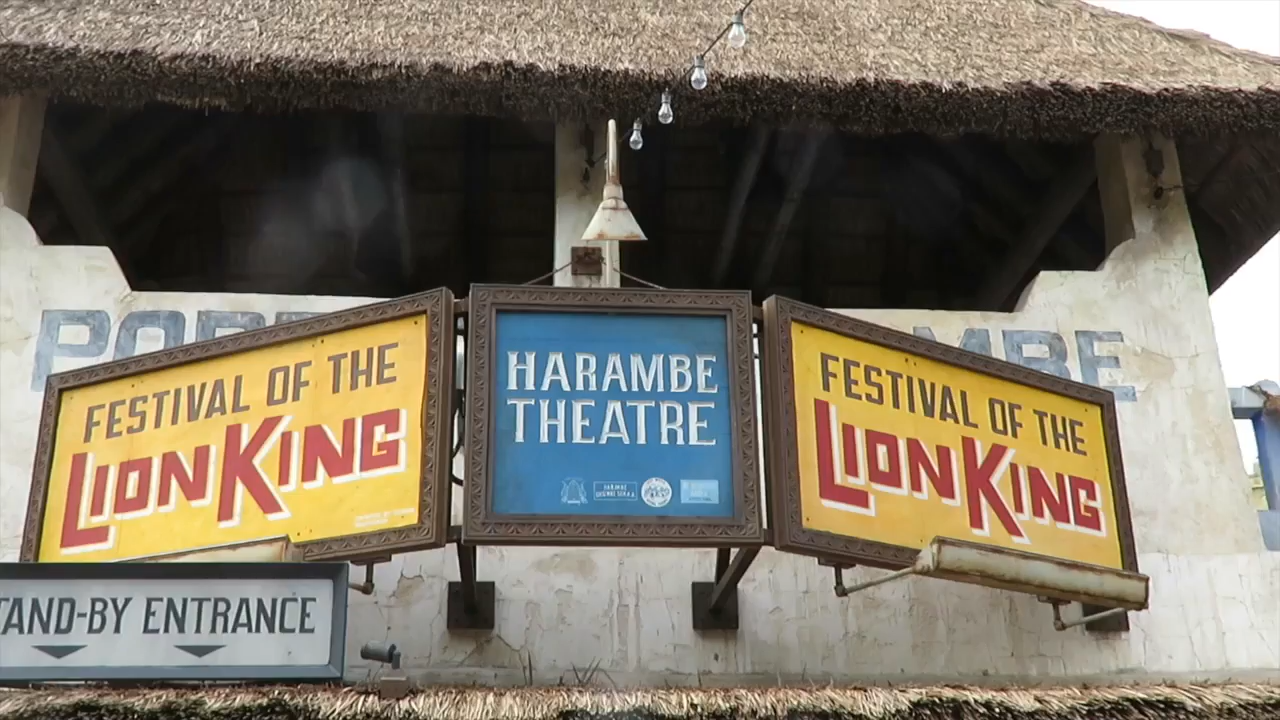 FESTIVAL OF THE
LION KING
HARAMBE
THEATRE
FESTIVAL OF THE
LION KING
TAND-BY ENTRANCE